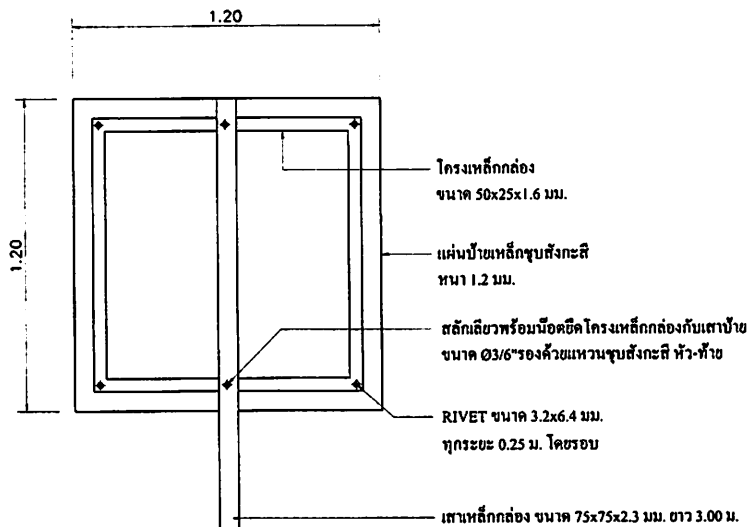 1.20
1.20
โครงเหล็กกล่อง
ขนาด 50x25x1.6 มม.
แผ่นป้ายเหล็กชุบสังกะสี
หนา 1.2 มม.
สลักเลียวพร้อมน๊อตยึดโครงเหล็กกล่องกับเสาป้าย
ขนาด Ø3/6"รองด้วยแหวนชุบสังกะสี หัว-ท้าย
RIVET ขนาด 3.2x6.4 มม.
ทุกระยะ 0.25 ม. โดยรอบ
เสาเหล็กกล่อง ขนาด 75x75x2.3 มม. ยาว 3.00 ม.